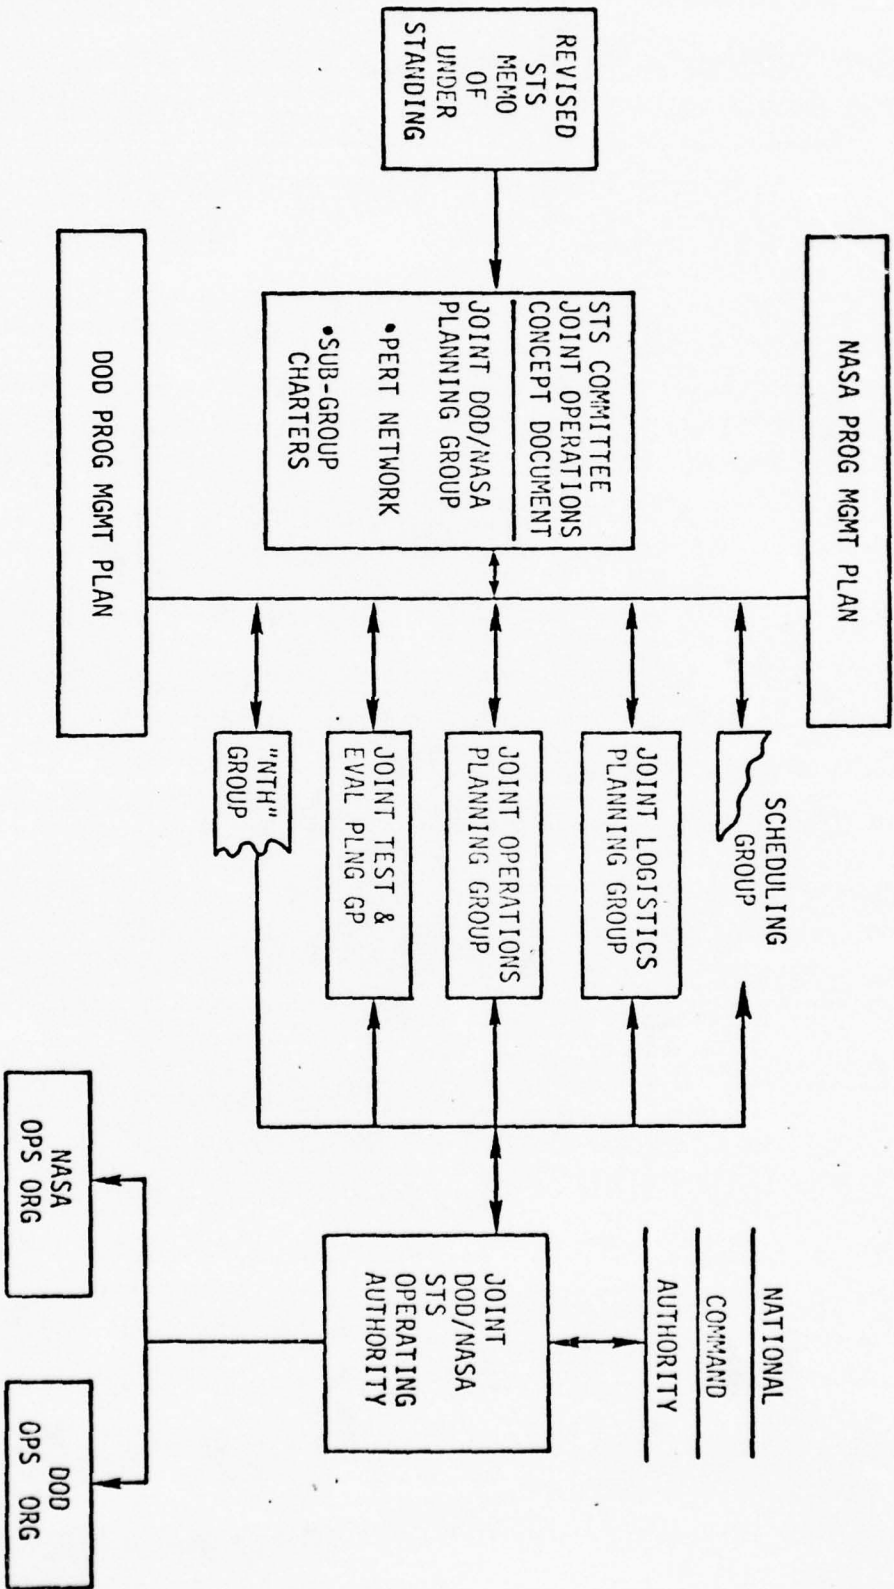 REVISED
STS
MEMO
OF
UNDER
STANDING
NASA PROG MGMT PLAN
STS COMMITTEE
JOINT OPERATIONS
CONCEPT DOCUMENT
JOINT DOD/NASA
PLANNING GROUP
•PERT NETWORK
•SUB-GROUP
CHARTERS
DOD PROG MGMT PLAN
SCHEDULING
GROUP
JOINT LOGISTICS
PLANNING GROUP
JOINT OPERATIONS
PLANNING GROUP
JOINT TEST &
EVAL PLNG GP
"NTH"
GROUP
NATIONAL
COMMAND
AUTHORITY
JOINT
DOD/NASA
STS
OPERATING
AUTHORITY
NASA
OPS ORG
DOD
OPS ORG